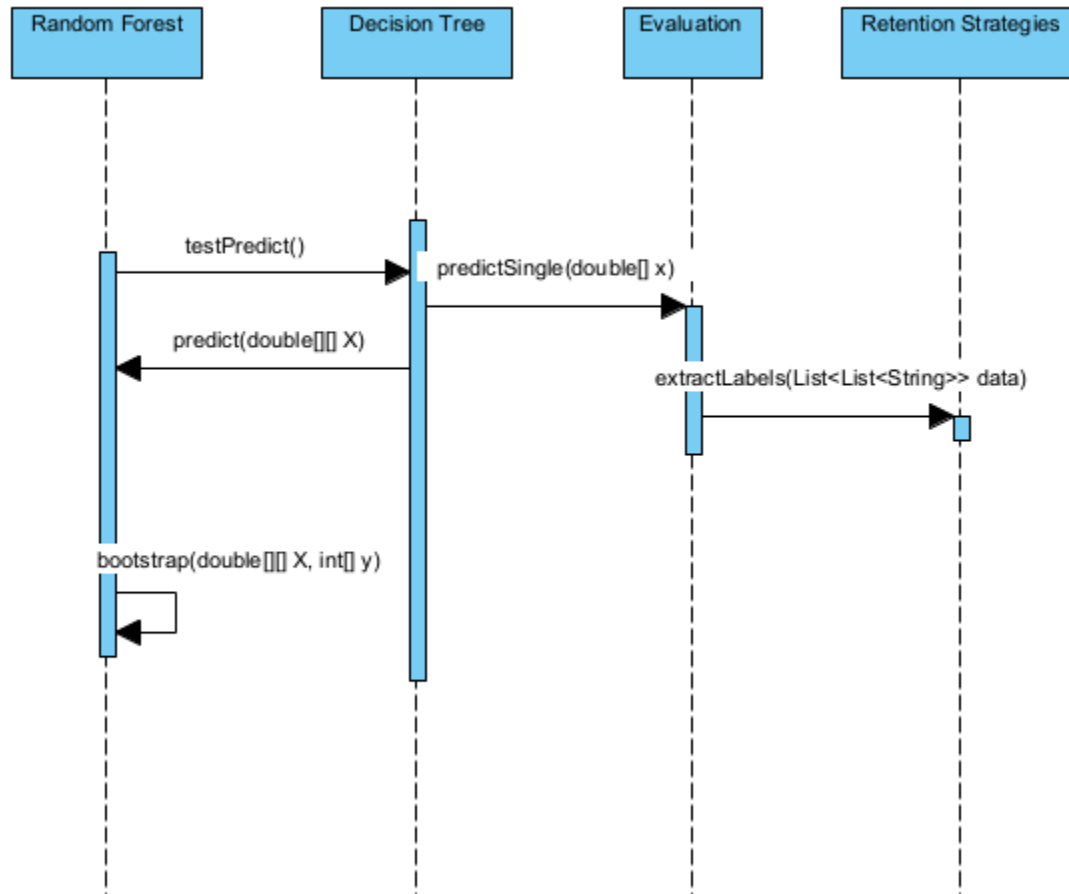 Random Forest
Decision Tree
Evaluation
Retention Strategies
testPredict()
predictSingle(double[] x)
predict(double[][] X)
extractLabels(List<List<String>> data)
bootstrap(double[][] X, int[] y)